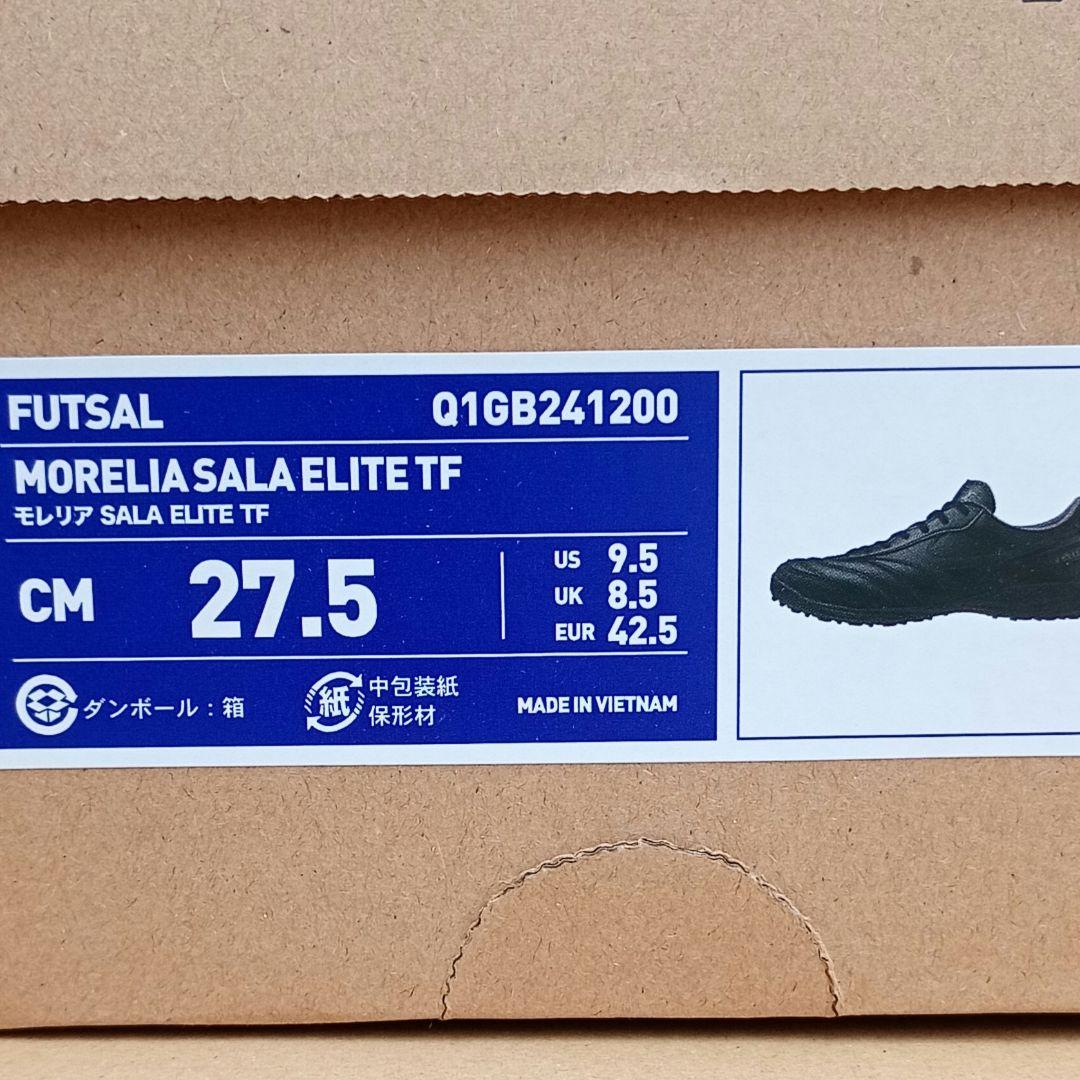 FUTSAL Q1GB241200
MORELIA SALA ELITE TF
モレリア SALA ELITE TF
CM 27.5
US 9.5
UK 8.5
EUR 42.5
ダンボール：箱
紙 中包装紙
保形材
MADE IN VIETNAM